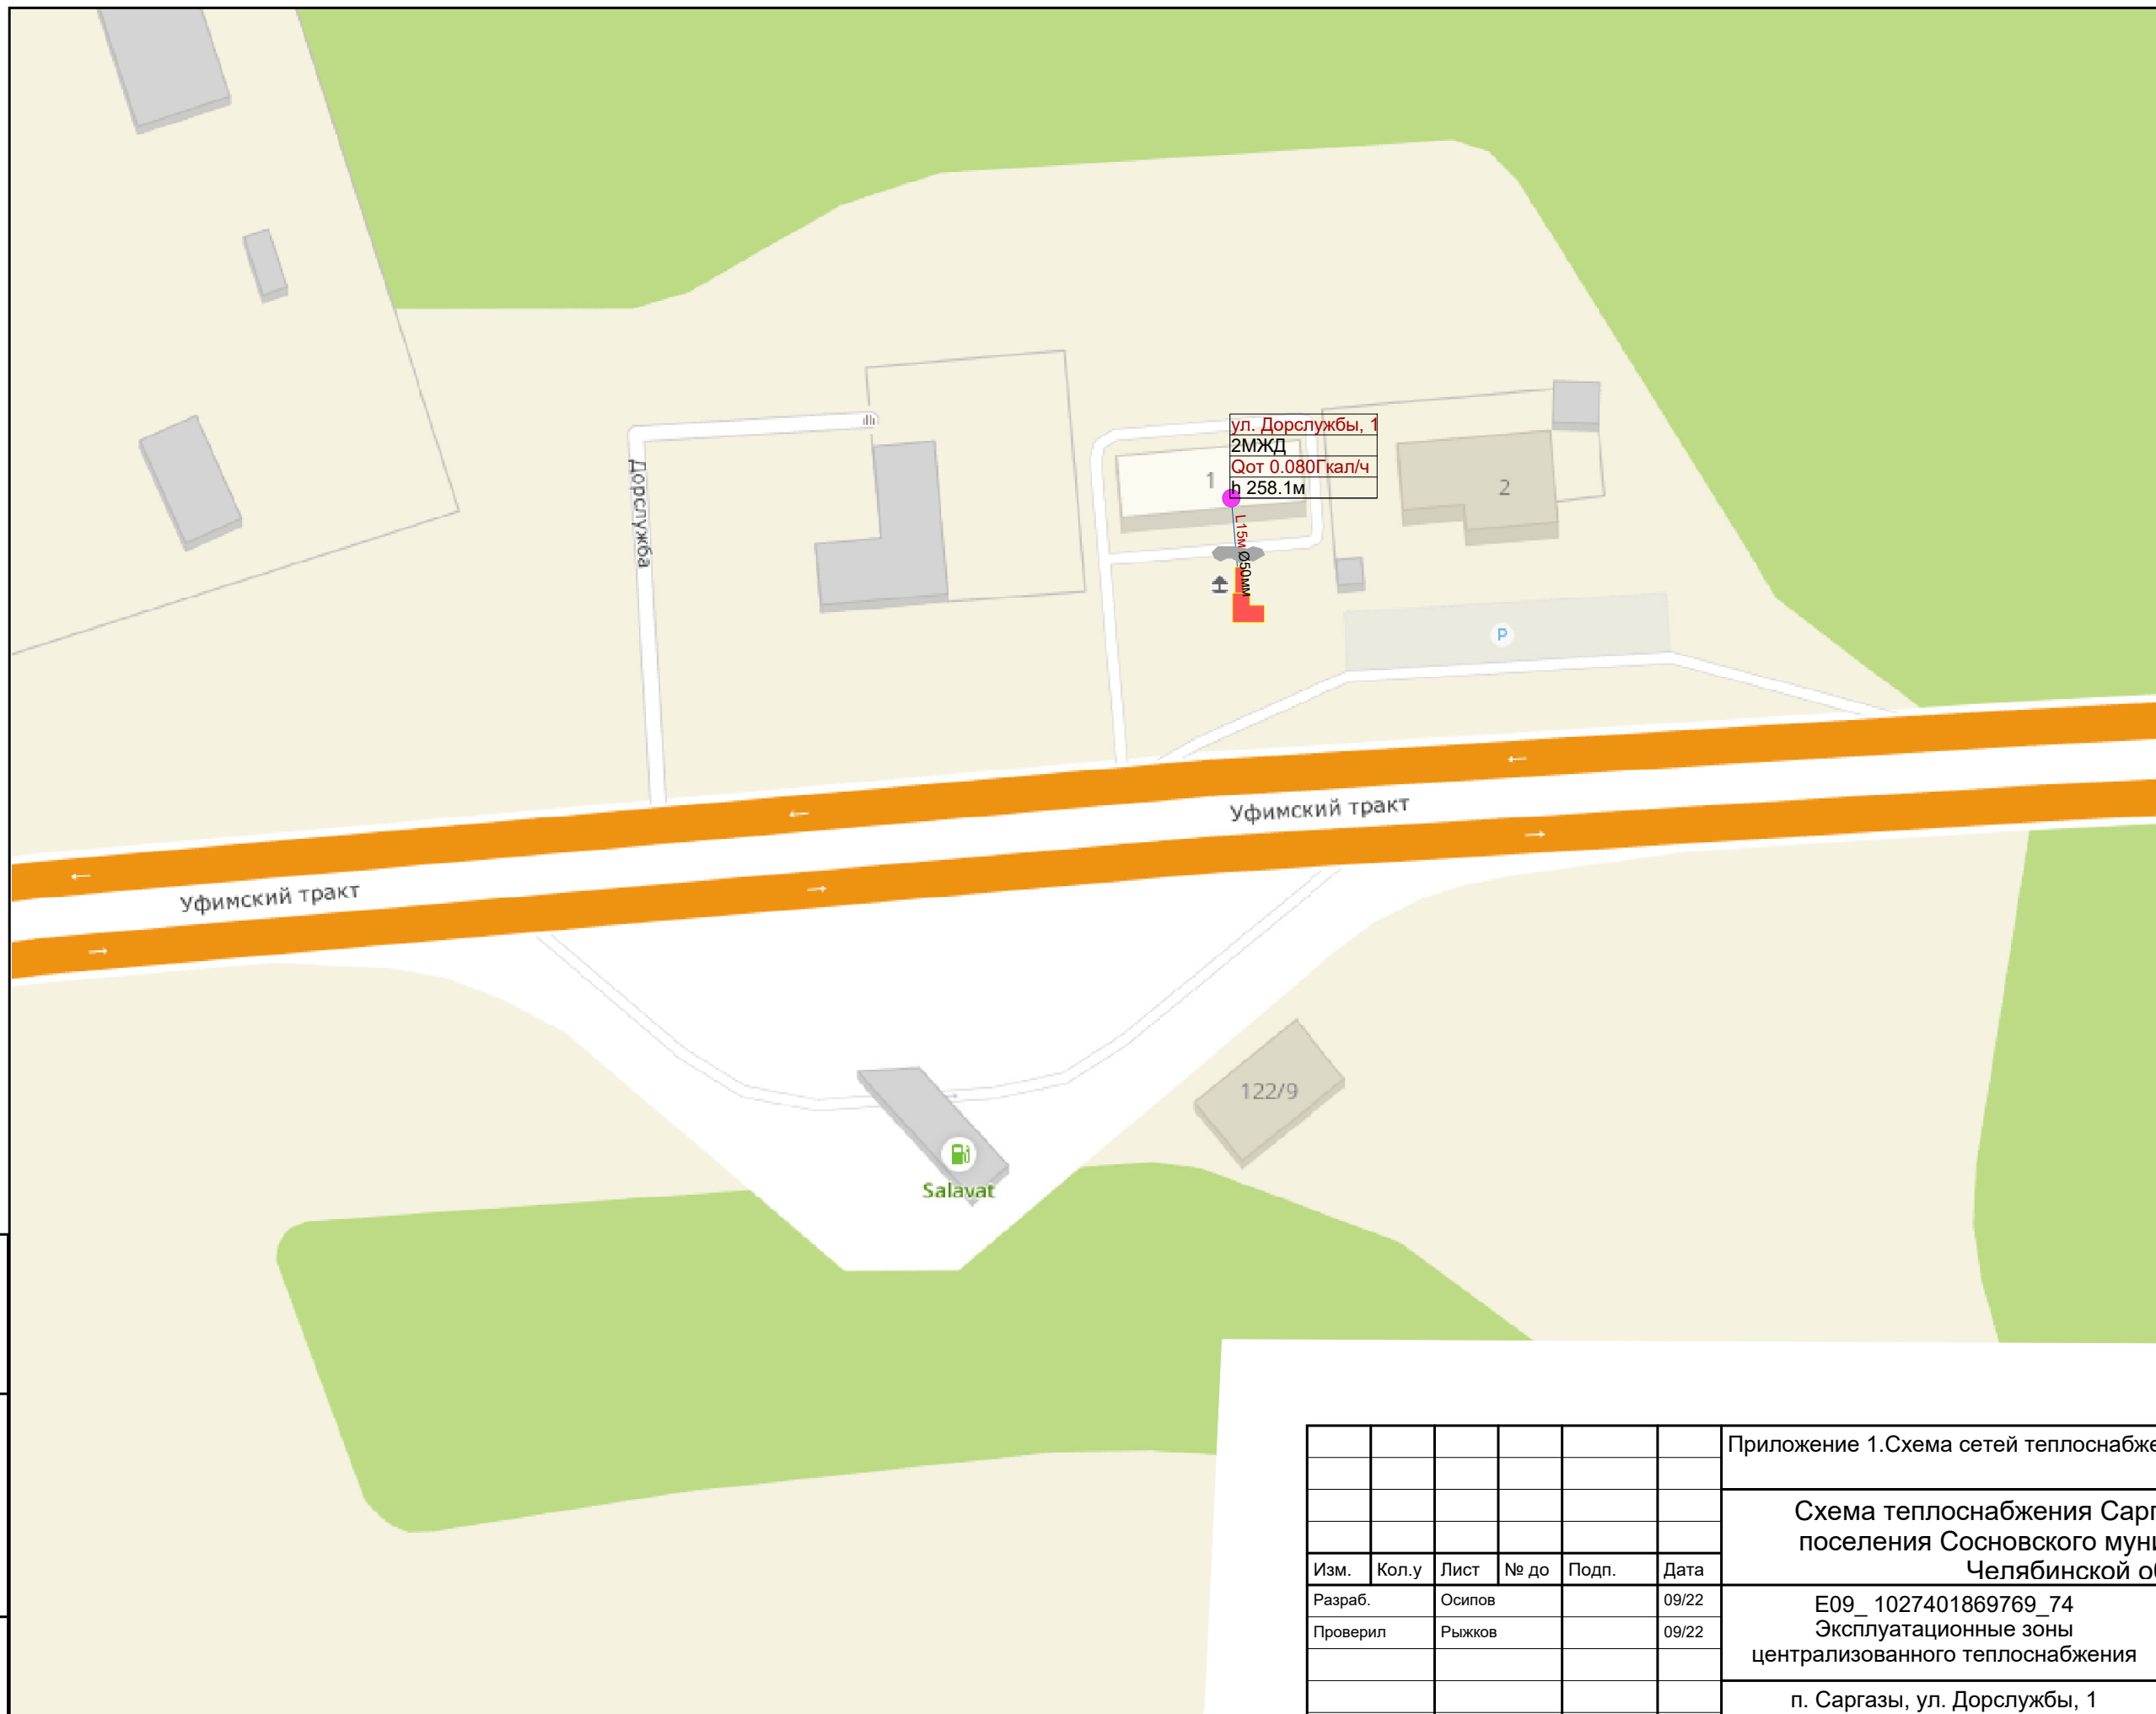 ул. Дорслужбы, 1
2МЖД
Qот 0.080Гкал/ч
h 258.1м
1
2
L15м
Ø50мм
Дорслужба
P
Уфимский тракт
Уфимский тракт
122/9
Salavat
Приложение 1.Схема сетей теплоснабже
Схема теплоснабжения Сарг
поселения Сосновского муни
Челябинской об
Изм. Кол.у Лист № до Подп. Дата
Разраб. Осипов 09/22
Проверил Рыжков 09/22
E09_ 1027401869769_74
Эксплуатационные зоны
централизованного теплоснабжения
п. Саргазы, ул. Дорслужбы, 1